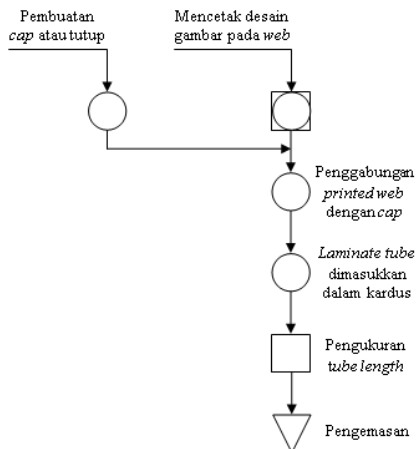 Pembuatan
cap atau tutup
Mencetak desain
gambar pada web
Penggabungan
printed web
dengan cap
Laminate tube
dimasukkan
dalam kardus
Pengukuran
tube length
Pengemasan